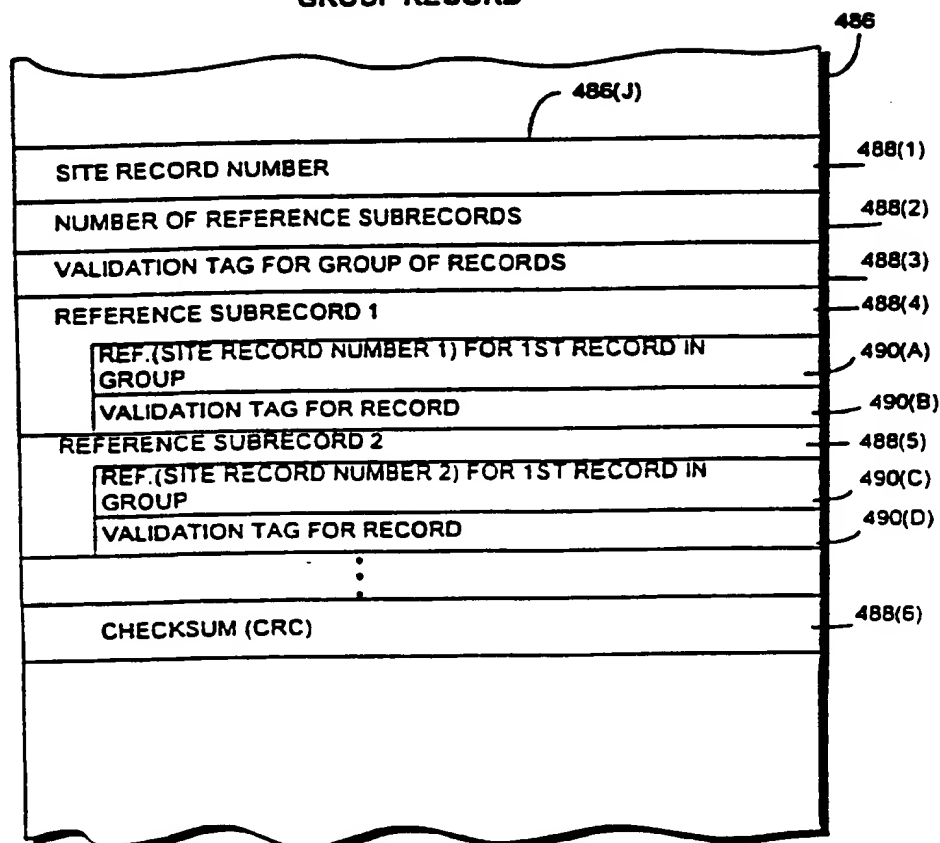 GROUP RECORD
486
486(J)
SITE RECORD NUMBER 488(1)
NUMBER OF REFERENCE SUBRECORDS 488(2)
VALIDATION TAG FOR GROUP OF RECORDS 488(3)
REFERENCE SUBRECORD 1 488(4)
REF.(SITE RECORD NUMBER 1) FOR 1ST RECORD IN
GROUP 490(A)
VALIDATION TAG FOR RECORD 490(B)
REFERENCE SUBRECORD 2 488(5)
REF.(SITE RECORD NUMBER 2) FOR 1ST RECORD IN
GROUP 490(C)
VALIDATION TAG FOR RECORD 490(D)
CHECKSUM (CRC) 488(6)